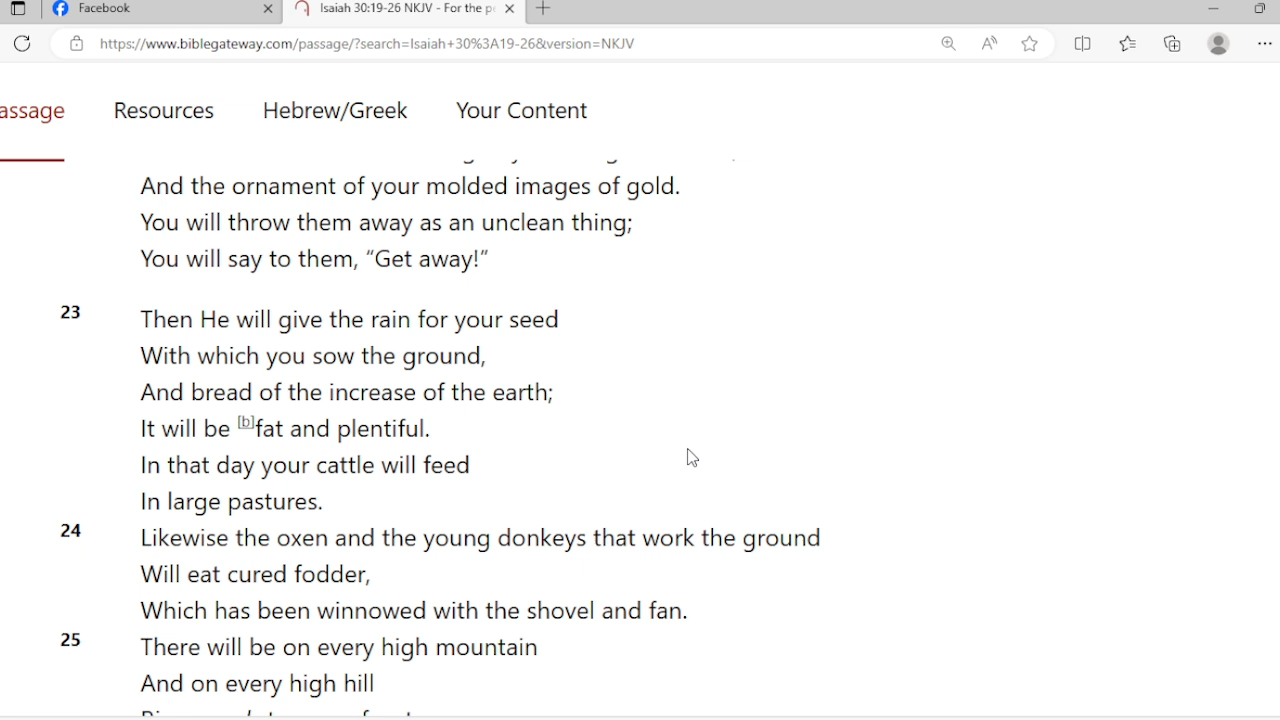 Facebook
Isaiah 30:19-26 NKJV - For the pe
https://www.biblegateway.com/passage/?search=Isaiah+30%3A19-26&version=NKJV
assage Resources Hebrew/Greek Your Content
And the ornament of your molded images of gold.
You will throw them away as an unclean thing;
You will say to them, “Get away!”
23 Then He will give the rain for your seed
With which you sow the ground,
And bread of the increase of the earth;
It will be [b]fat and plentiful.
In that day your cattle will feed
In large pastures.
24 Likewise the oxen and the young donkeys that work the ground
Will eat cured fodder,
Which has been winnowed with the shovel and fan.
25 There will be on every high mountain
And on every high hill